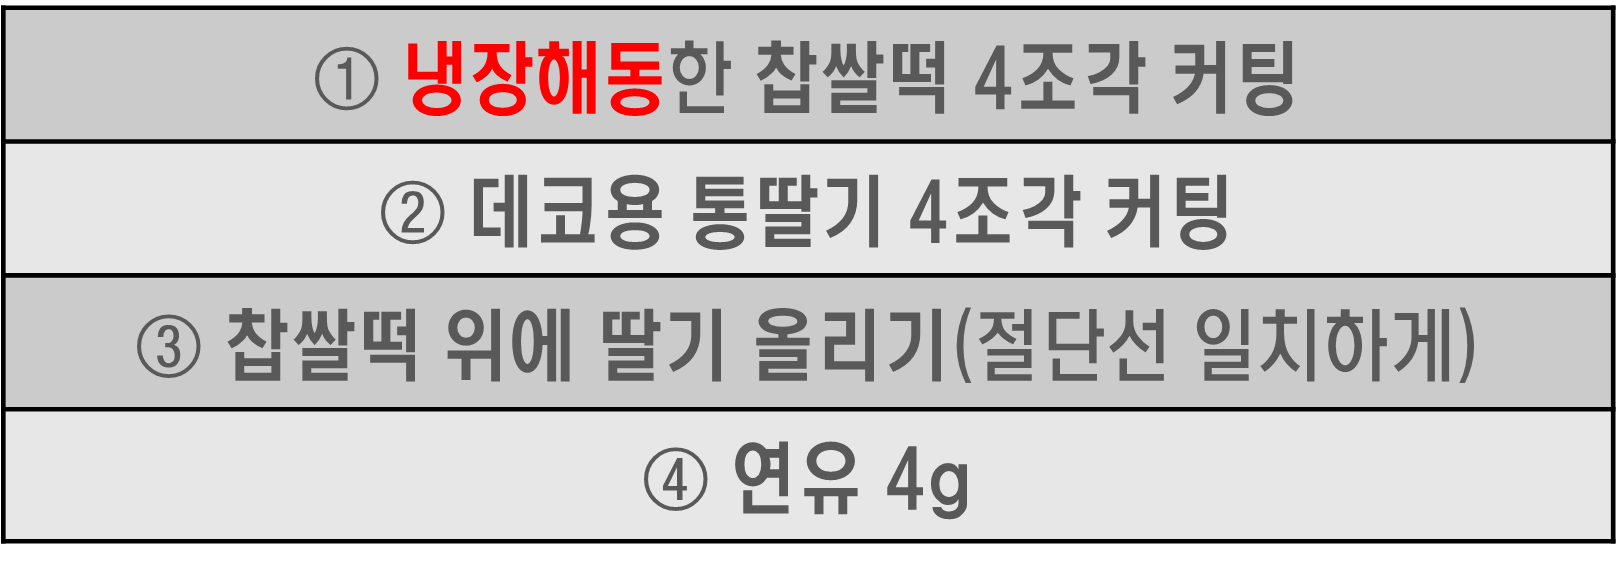 ① 냉장해동한 찹쌀떡 4조각 커팅
② 데코용 통딸기 4조각 커팅
③ 찹쌀떡 위에 딸기 올리기(절단선 일치하게)
④ 연유 4g